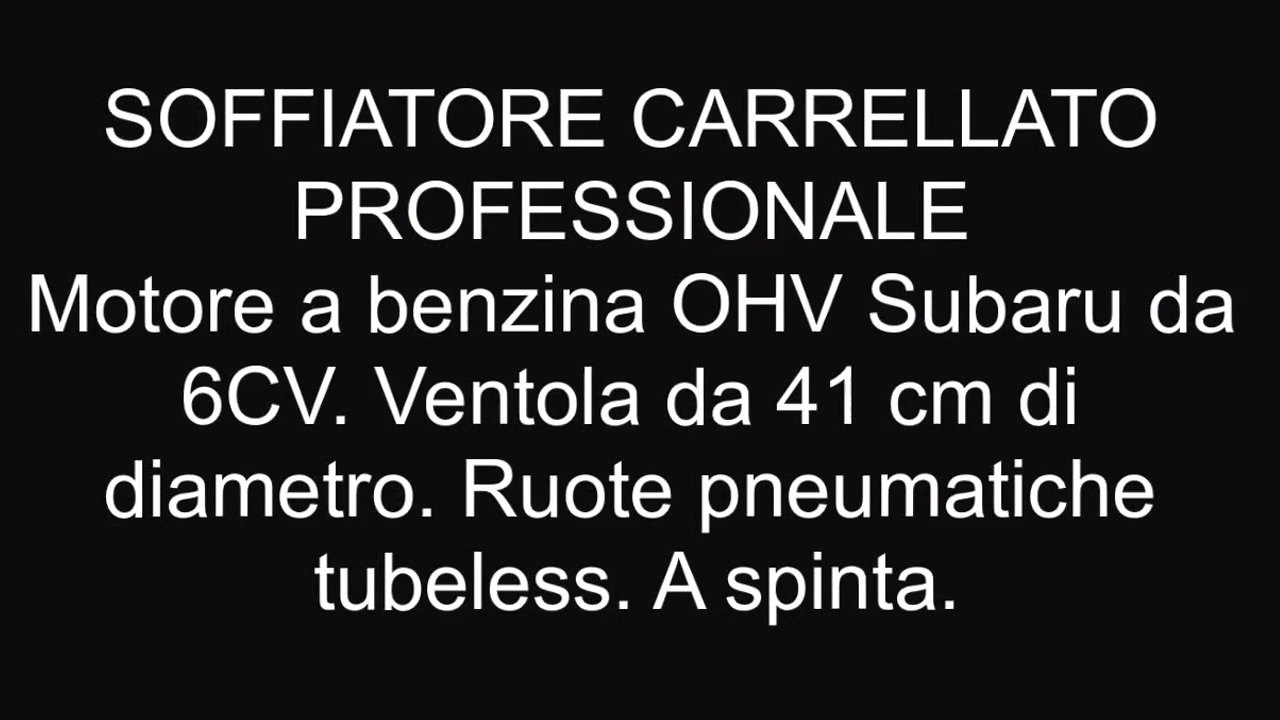 SOFFIATORE CARRELLATO
PROFESSIONALE
Motore a benzina OHV Subaru da
6CV. Ventola da 41 cm di
diametro. Ruote pneumatiche
tubeless. A spinta.